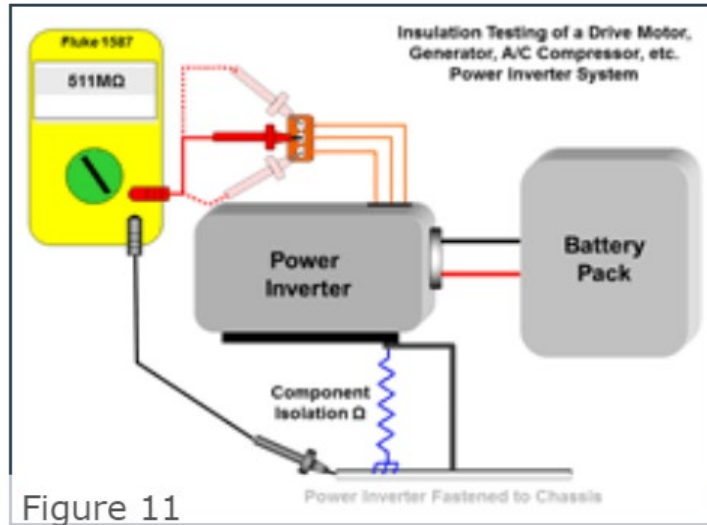 Fluke 1587
511MΩ
Insulation Testing of a Drive Motor,
Generator, A/C Compressor, etc.
Power Inverter System
Power
Inverter
Battery
Pack
Component
Isolation Ω
Power Inverter Fastened to Chassis
Figure 11